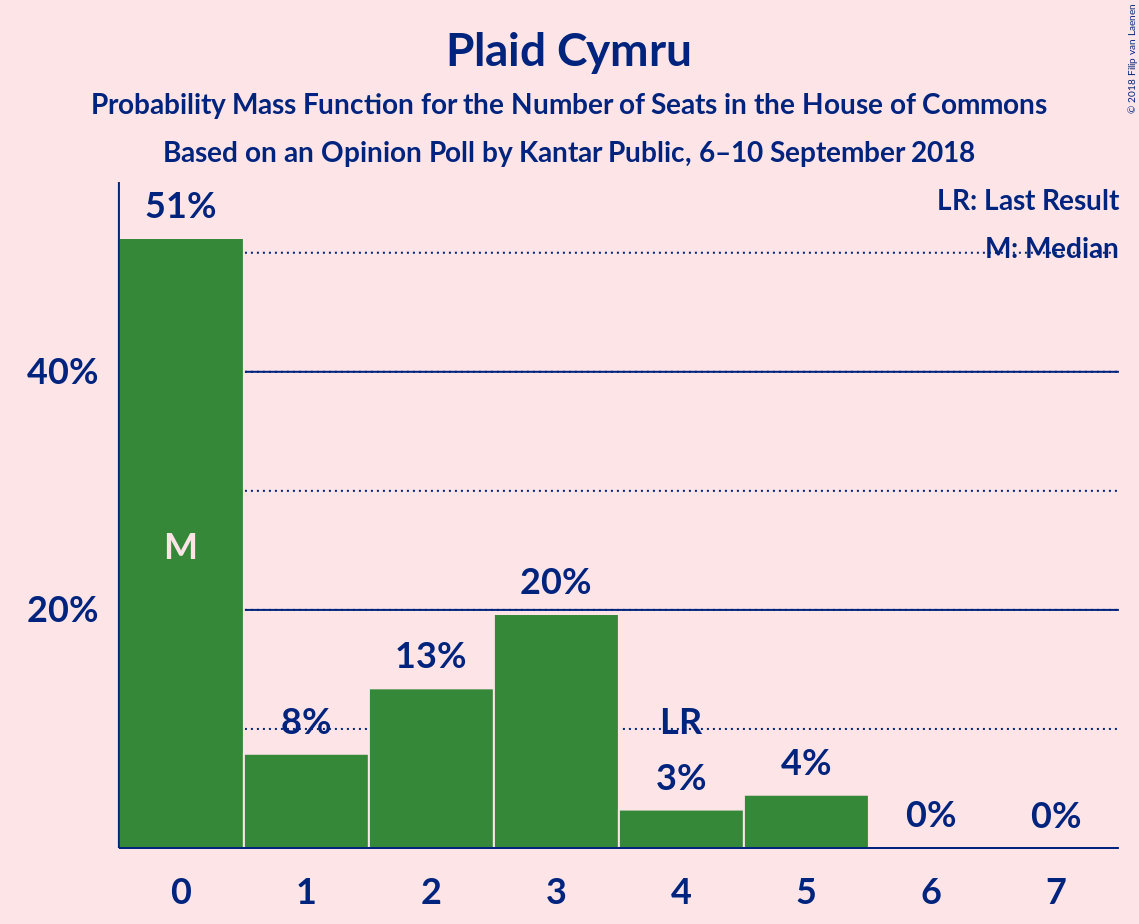 Plaid Cymru
Probability Mass Function for the Number of Seats in the House of Commons
Based on an Opinion Poll by Kantar Public, 6–10 September 2018
© 2018 Filip van Laenen
LR: Last Result
M: Median
51%
40%
M
20%
20%
13%
8%
LR
3%
4%
0%
0%
0 1 2 3 4 5 6 7